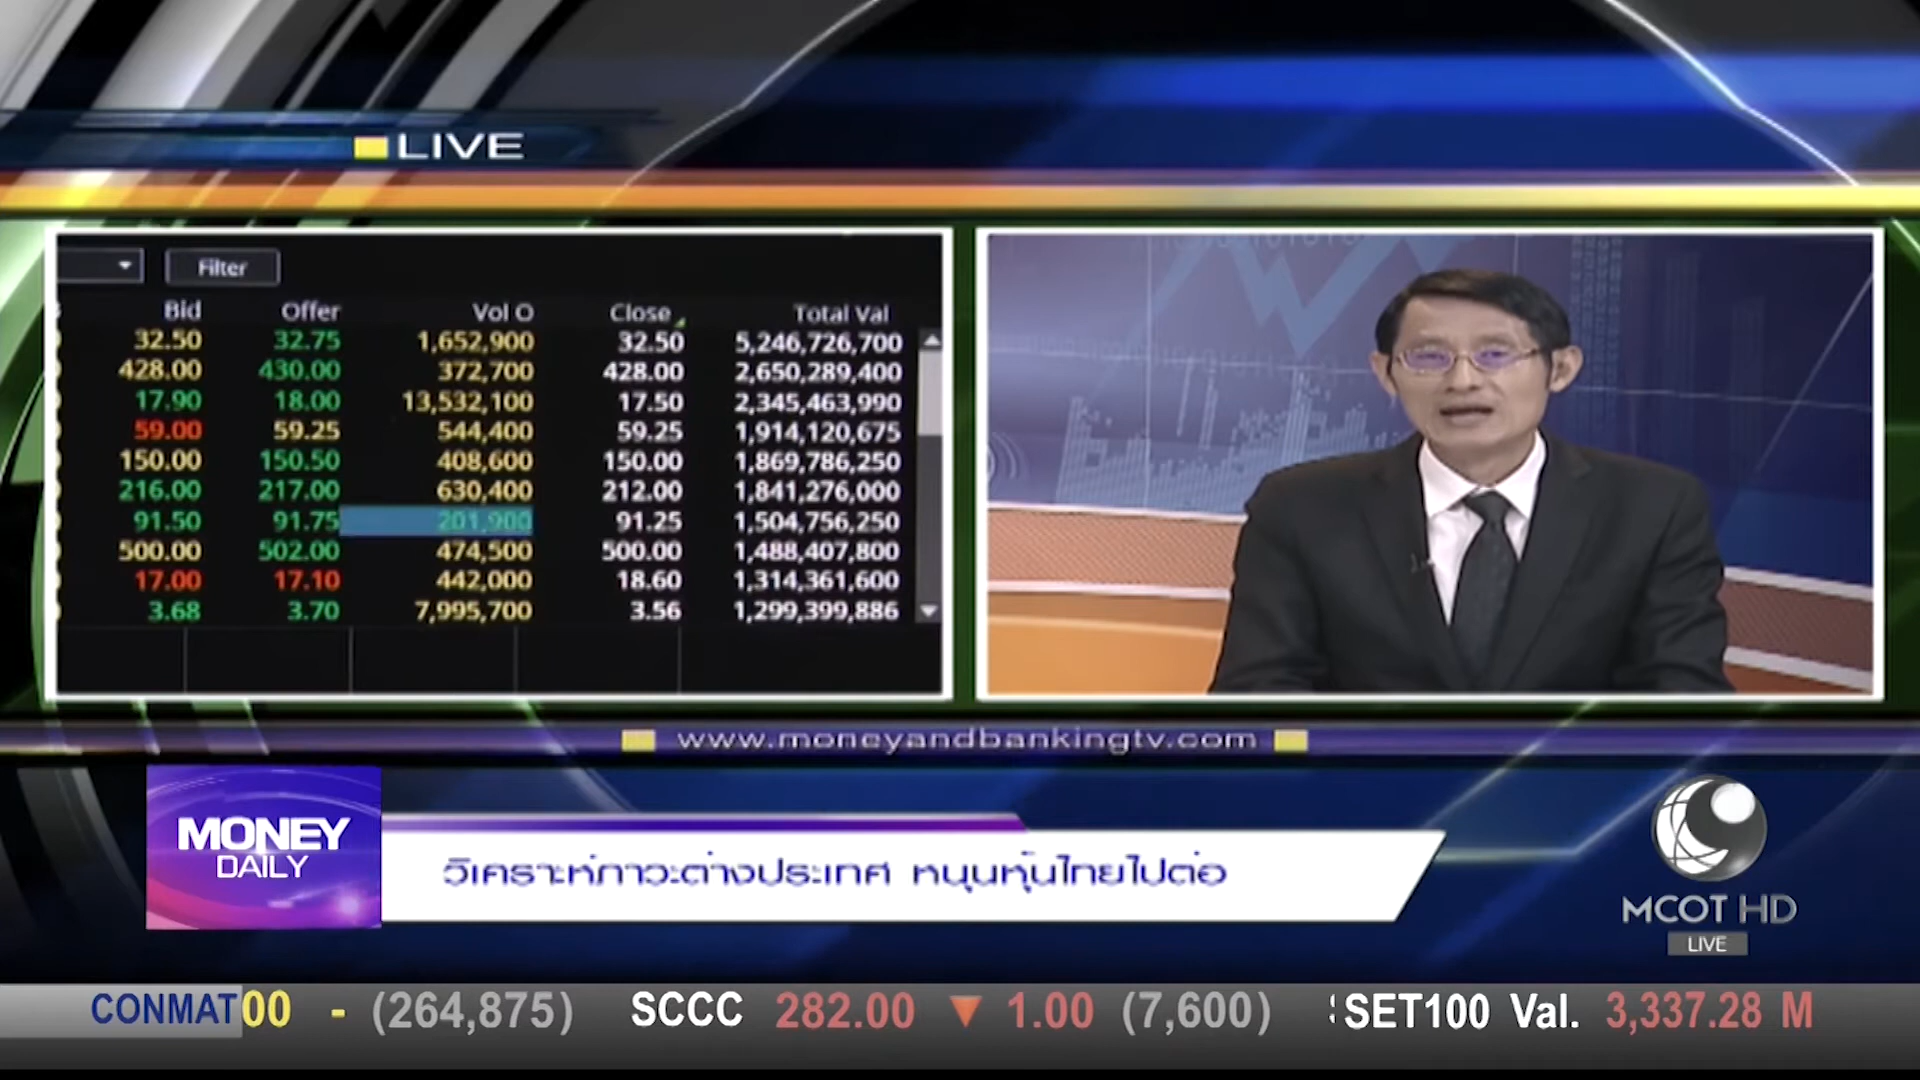 LIVE
Filter
Bid Offer Vol O Close Total Val
32.50 32.75 1,652,900 32.50 5,246,726,700
428.00 430.00 372,700 428.00 2,650,289,400
17.90 18.00 13,532,100 17.50 2,345,463,990
59.00 59.25 544,400 59.25 1,914,120,675
150.00 150.50 408,600 150.00 1,869,786,250
216.00 217.00 630,400 212.00 1,841,276,000
91.50 91.75 201,900 91.25 1,504,756,250
500.00 502.00 474,500 500.00 1,488,407,800
17.00 17.10 442,000 18.60 1,314,361,600
3.68 3.70 7,995,700 3.56 1,299,399,886
www.moneyandbankingtv.com
MONEY
DAILY
วิเคราะห์ภาวะต่างประเทศ หนุนหุ้นไทยไปต่อ
MCOT HD
LIVE
CONMAT 00 - (264,875) SCCC 282.00 ▼ 1.00 (7,600) SET100 Val. 3,337.28 M